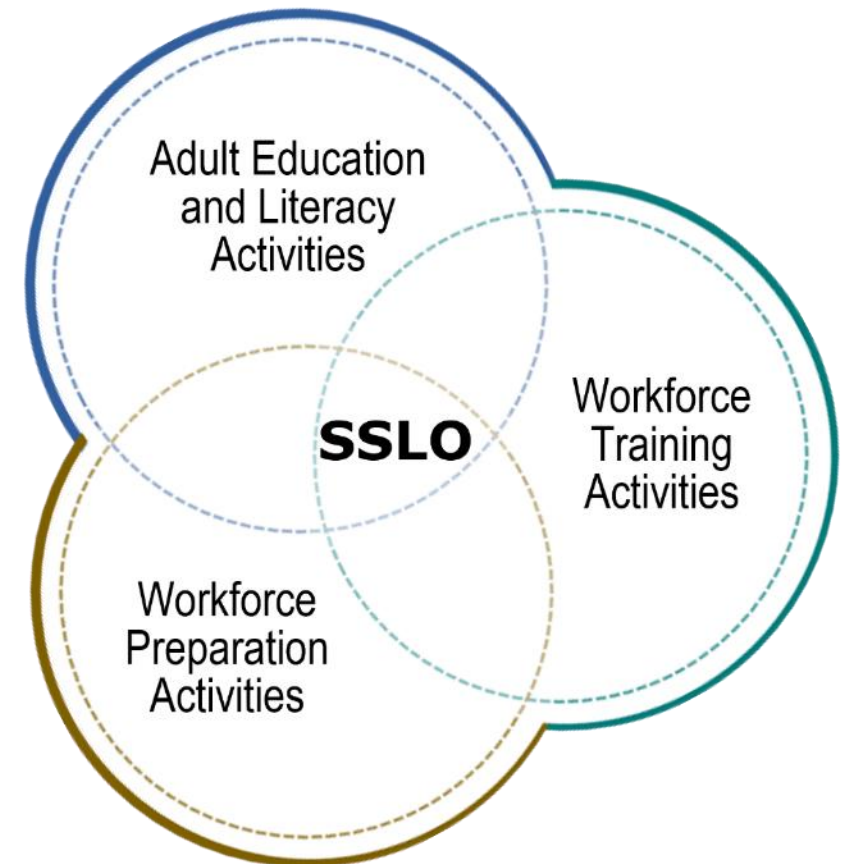 Adult Education
and Literacy
Activities
SSLO
Workforce
Training
Activities
Workforce
Preparation
Activities